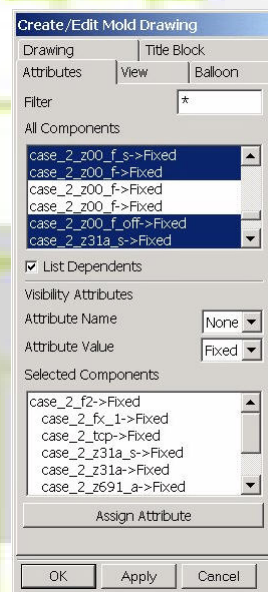 Create/Edit Mold Drawing
Drawing Title Block
Attributes View Balloon
Filter *
All Components
case_2_z00_f_s->Fixed
case_2_z00_f->Fixed
case_2_z00_f->Fixed
case_2_z00_f->Fixed
case_2_z00_f_off->Fixed
case_2_z31a_s->Fixed
List Dependents
Visibility Attributes
Attribute Name None
Attribute Value Fixed
Selected Components
case_2_f2->Fixed
case_2_fx_1->Fixed
case_2_tcp->Fixed
case_2_z31a_s->Fixed
case_2_z31a->Fixed
case_2_z691_a->Fixed
Assign Attribute
OK Apply Cancel